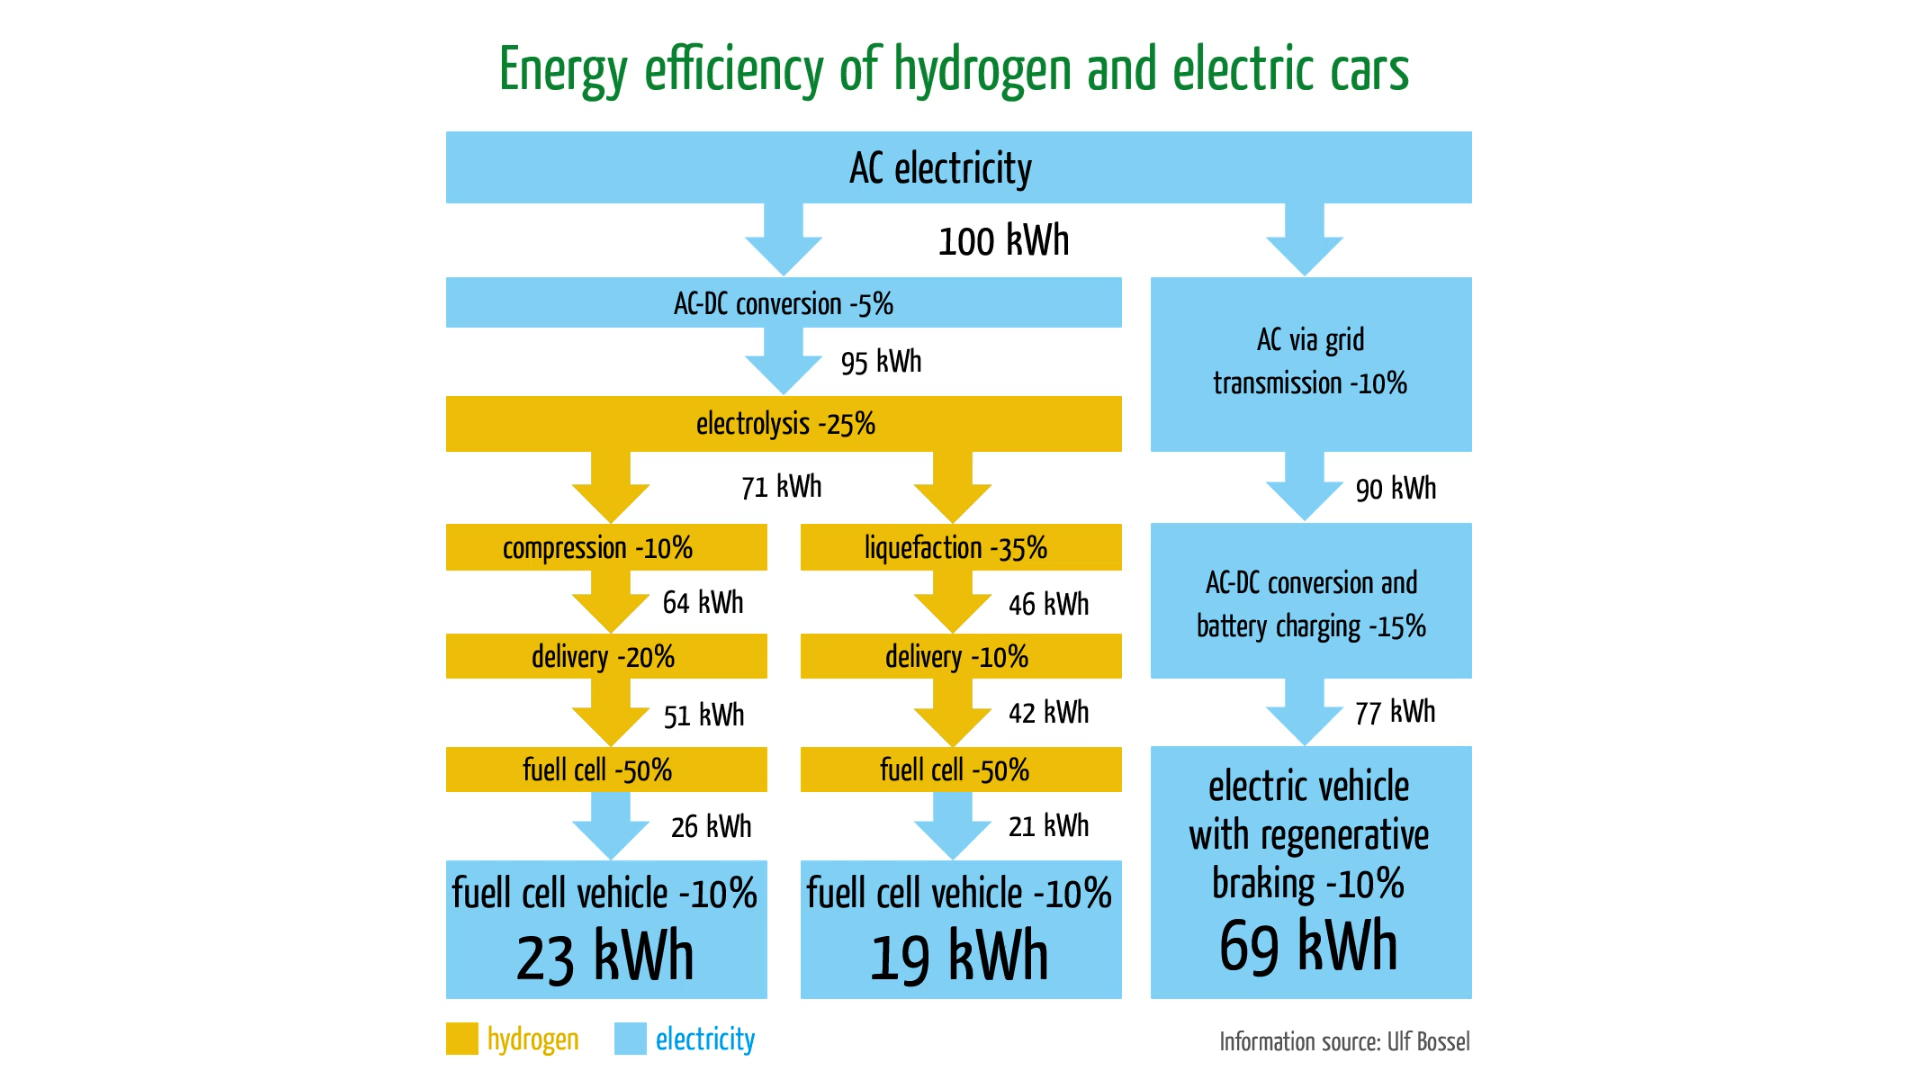 Energy efficiency of hydrogen and electric cars
AC electricity
100 kWh
AC-DC conversion -5%
95 kWh
electrolysis -25%
71 kWh
compression -10%
64 kWh
delivery -20%
51 kWh
fuell cell -50%
26 kWh
fuell cell vehicle -10%
23 kWh
liquefaction -35%
46 kWh
delivery -10%
42 kWh
fuell cell -50%
21 kWh
fuell cell vehicle -10%
19 kWh
AC via grid
transmission -10%
90 kWh
AC-DC conversion and
battery charging -15%
77 kWh
electric vehicle
with regenerative
braking -10%
69 kWh
hydrogen
electricity
Information source: Ulf Bossel